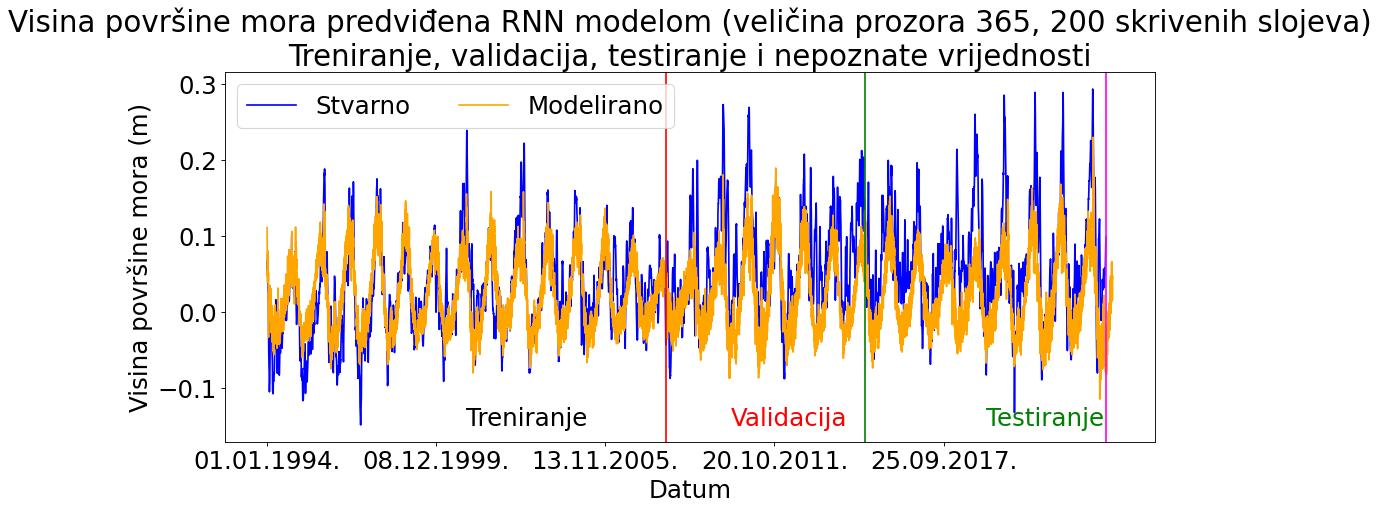 Visina površine mora predviđena RNN modelom (veličina prozora 365, 200 skrivenih slojeva)
Treniranje, validacija, testiranje i nepoznate vrijednosti
Stvarno Modelirano
Visina površine mora (m)
0.3
0.2
0.1
0.0
−0.1
Treniranje Validacija Testiranje
01.01.1994. 08.12.1999. 13.11.2005. 20.10.2011. 25.09.2017.
Datum